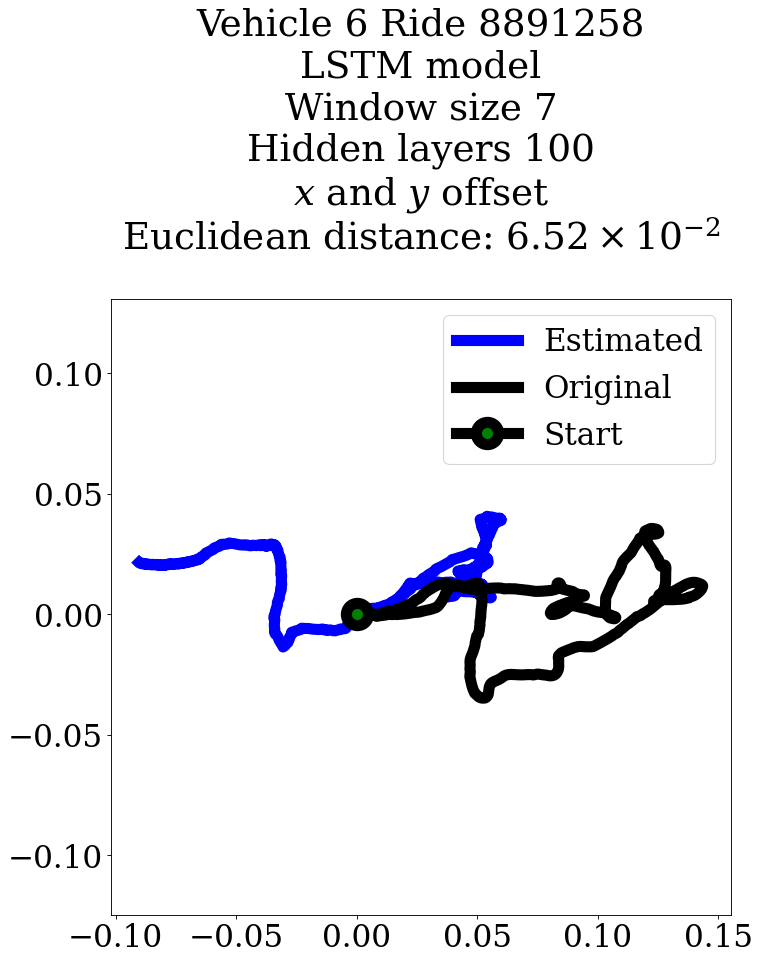 Vehicle 6 Ride 8891258
LSTM model
Window size 7
Hidden layers 100
x and y offset
Euclidean distance: 6.52 × 10⁻²
Estimated
Original
Start
0.10
0.05
0.00
−0.05
−0.10
−0.10 −0.05 0.00 0.05 0.10 0.15